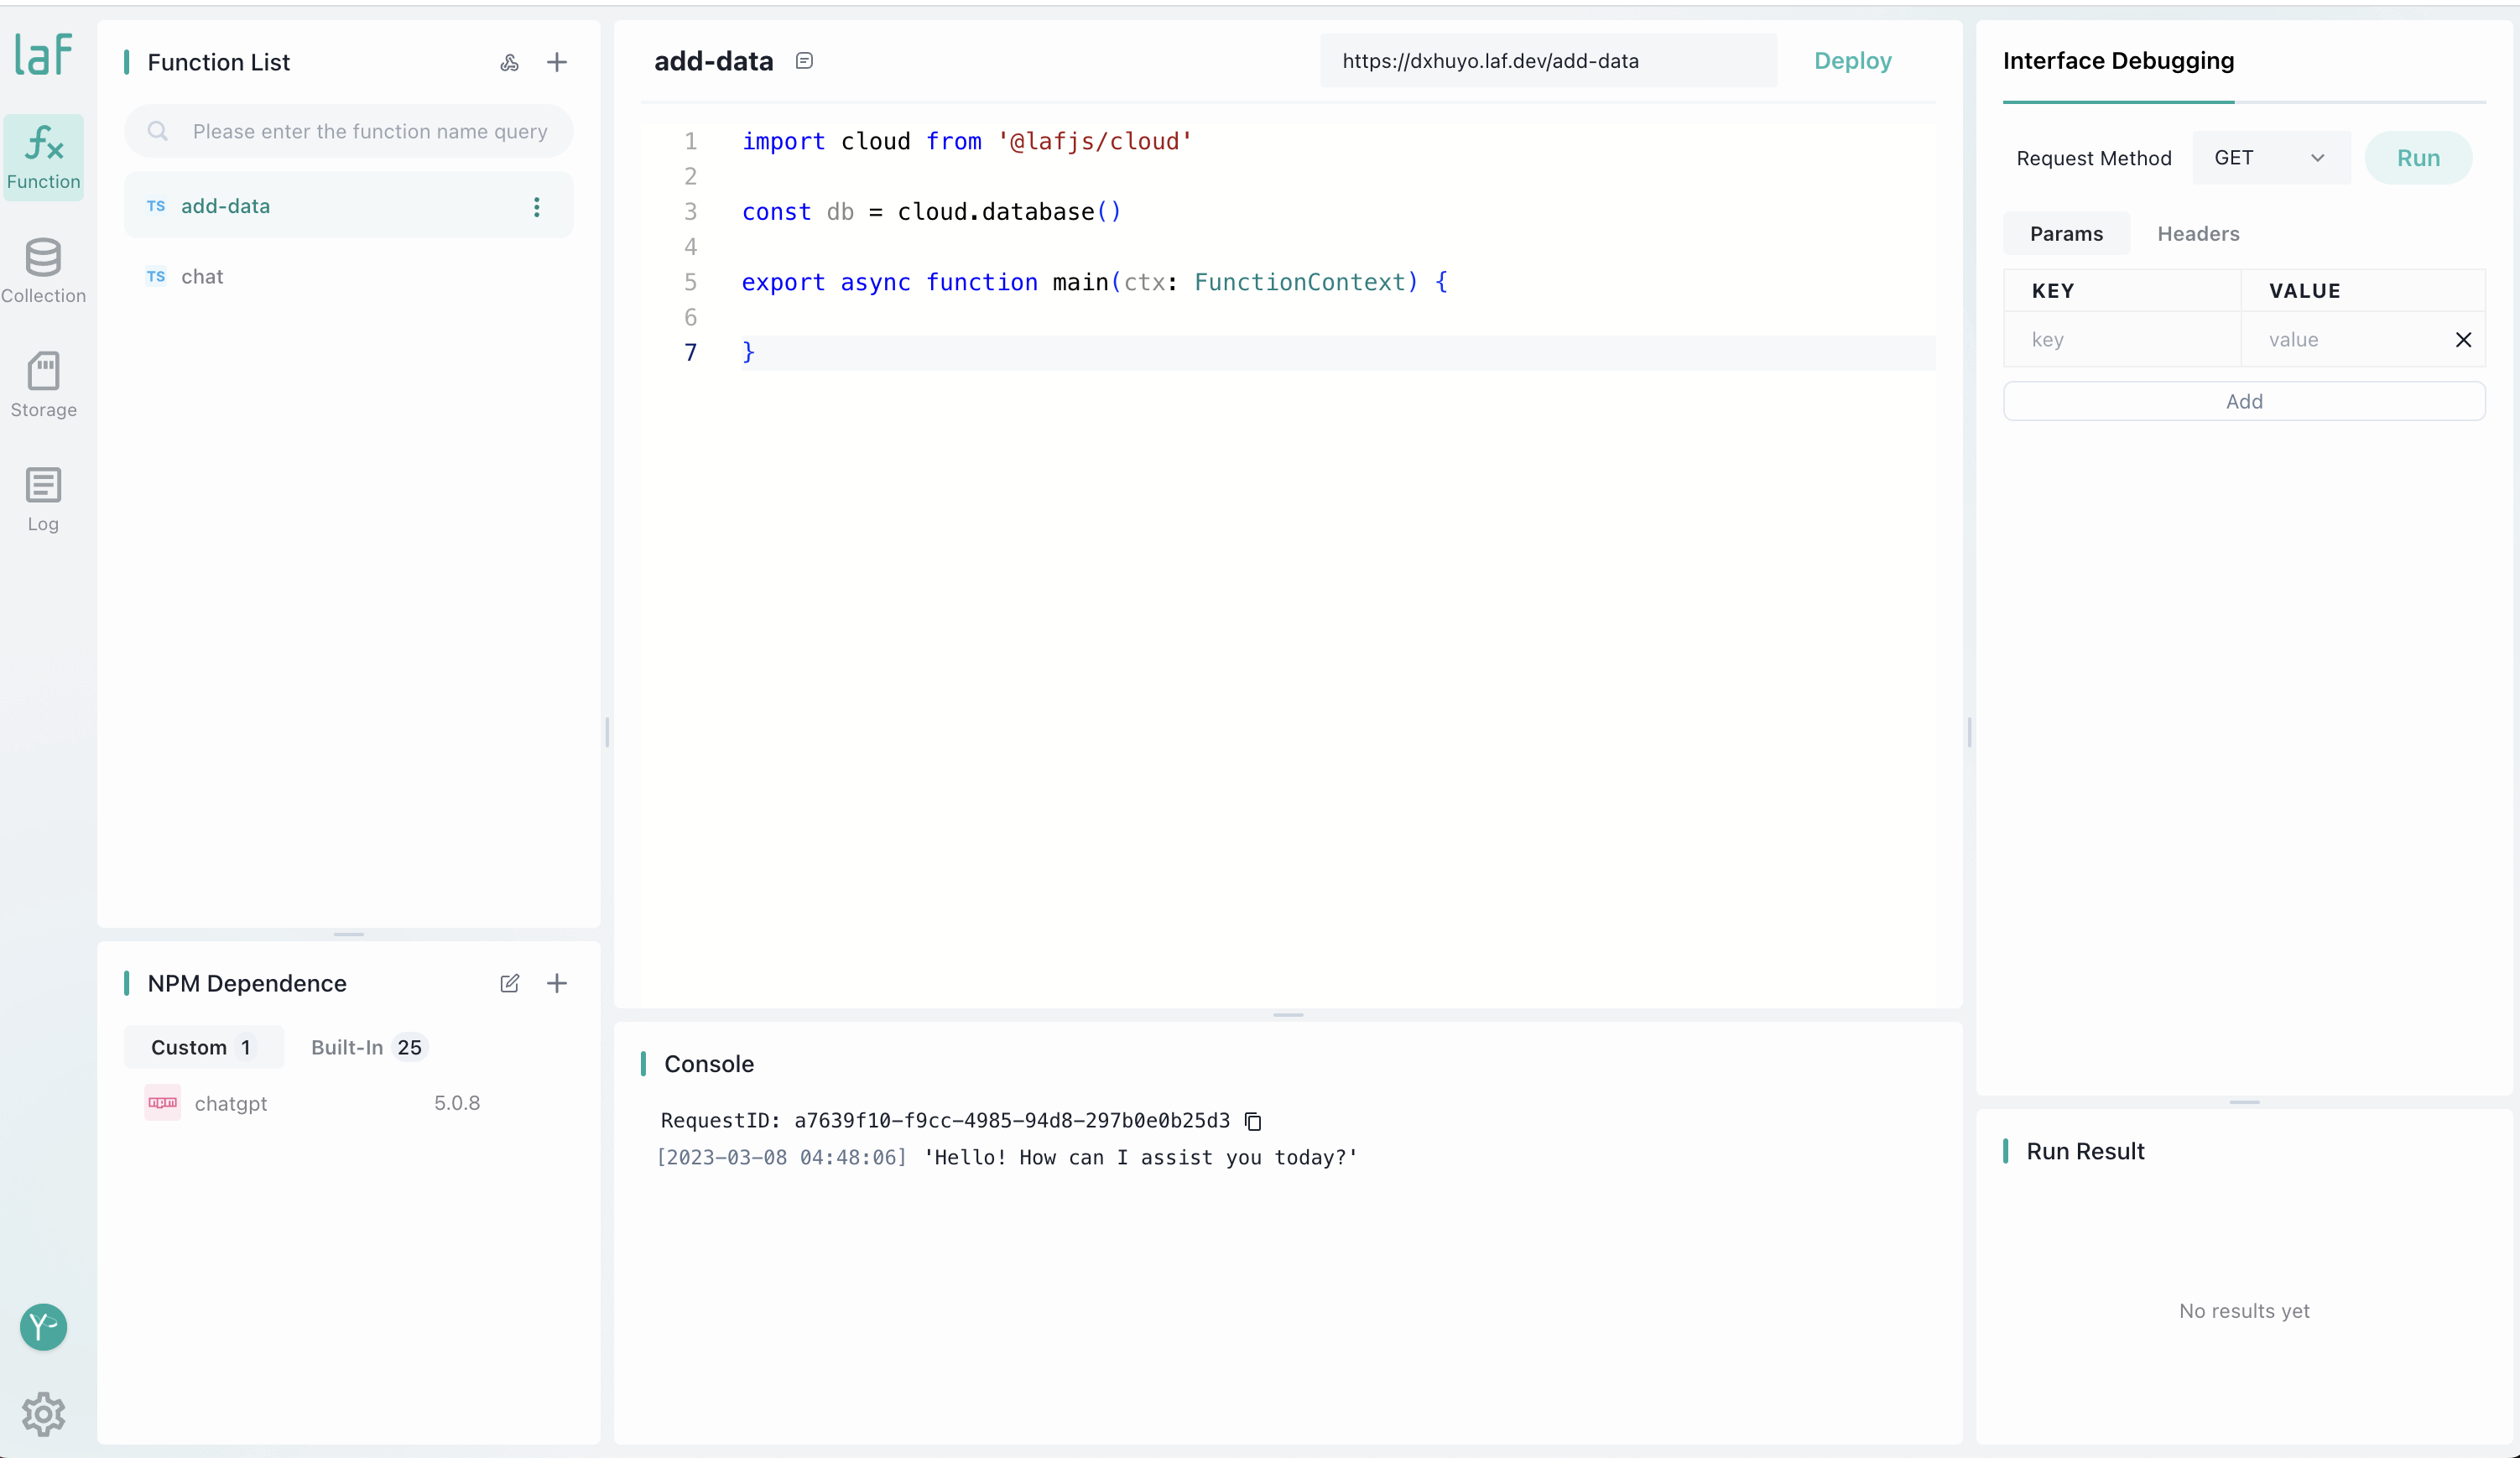 laf
Function
Collection
Storage
Log
Function List
Please enter the function name query
TS add-data
TS chat
NPM Dependence
Custom 1 Built-In 25
npm chatgpt 5.0.8
add-data https://dxhuyo.laf.dev/add-data Deploy
1 import cloud from '@lafjs/cloud'
2
3 const db = cloud.database()
4
5 export async function main(ctx: FunctionContext) {
6
7 }
Console
RequestID: a7639f10-f9cc-4985-94d8-297b0e0b25d3
[2023-03-08 04:48:06] 'Hello! How can I assist you today?'
Interface Debugging
Request Method GET Run
Params Headers
KEY VALUE
key value
Add
Run Result
No results yet